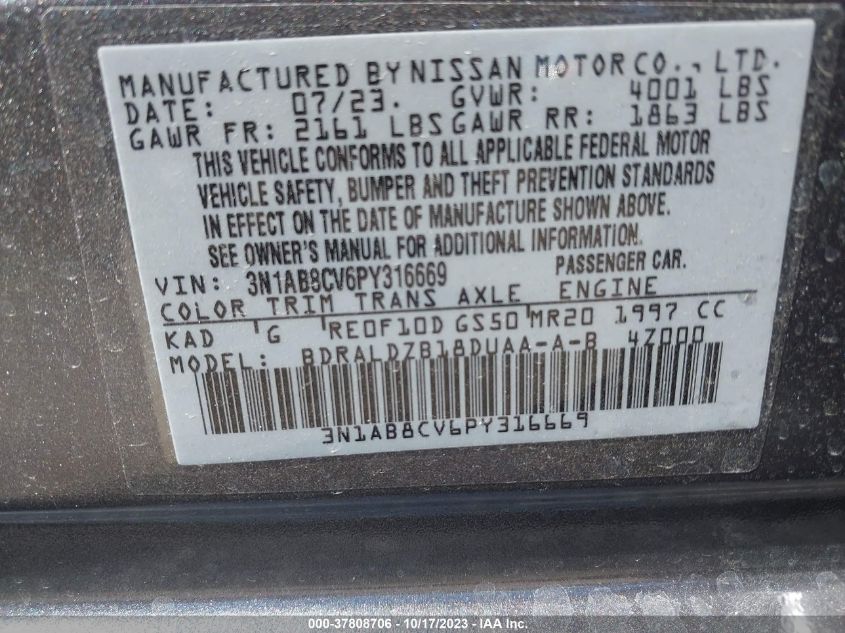 MANUFACTURED BY NISSAN MOTOR CO., LTD.
DATE: 07/23. GVWR: 4001 LBS
GAWR FR: 2161 LBS GAWR RR: 1863 LBS
THIS VEHICLE CONFORMS TO ALL APPLICABLE FEDERAL MOTOR
VEHICLE SAFETY, BUMPER AND THEFT PREVENTION STANDARDS
IN EFFECT ON THE DATE OF MANUFACTURE SHOWN ABOVE.
SEE OWNER'S MANUAL FOR ADDITIONAL INFORMATION.
VIN: 3N1AB8CV6PY316669 PASSENGER CAR.
COLOR TRIM TRANS AXLE ENGINE
KAD G RE0F10D GS50 MR20 1997 CC
MODEL: BDRALDZB18DUAA-A-B 4Z000
3N1AB8CV6PY316669
000-37808706 - 10/17/2023 - IAA Inc.